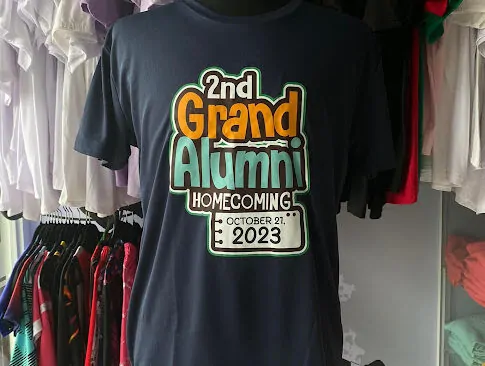 2nd
Grand
Alumni
HOMECOMING
OCTOBER 21,
2023